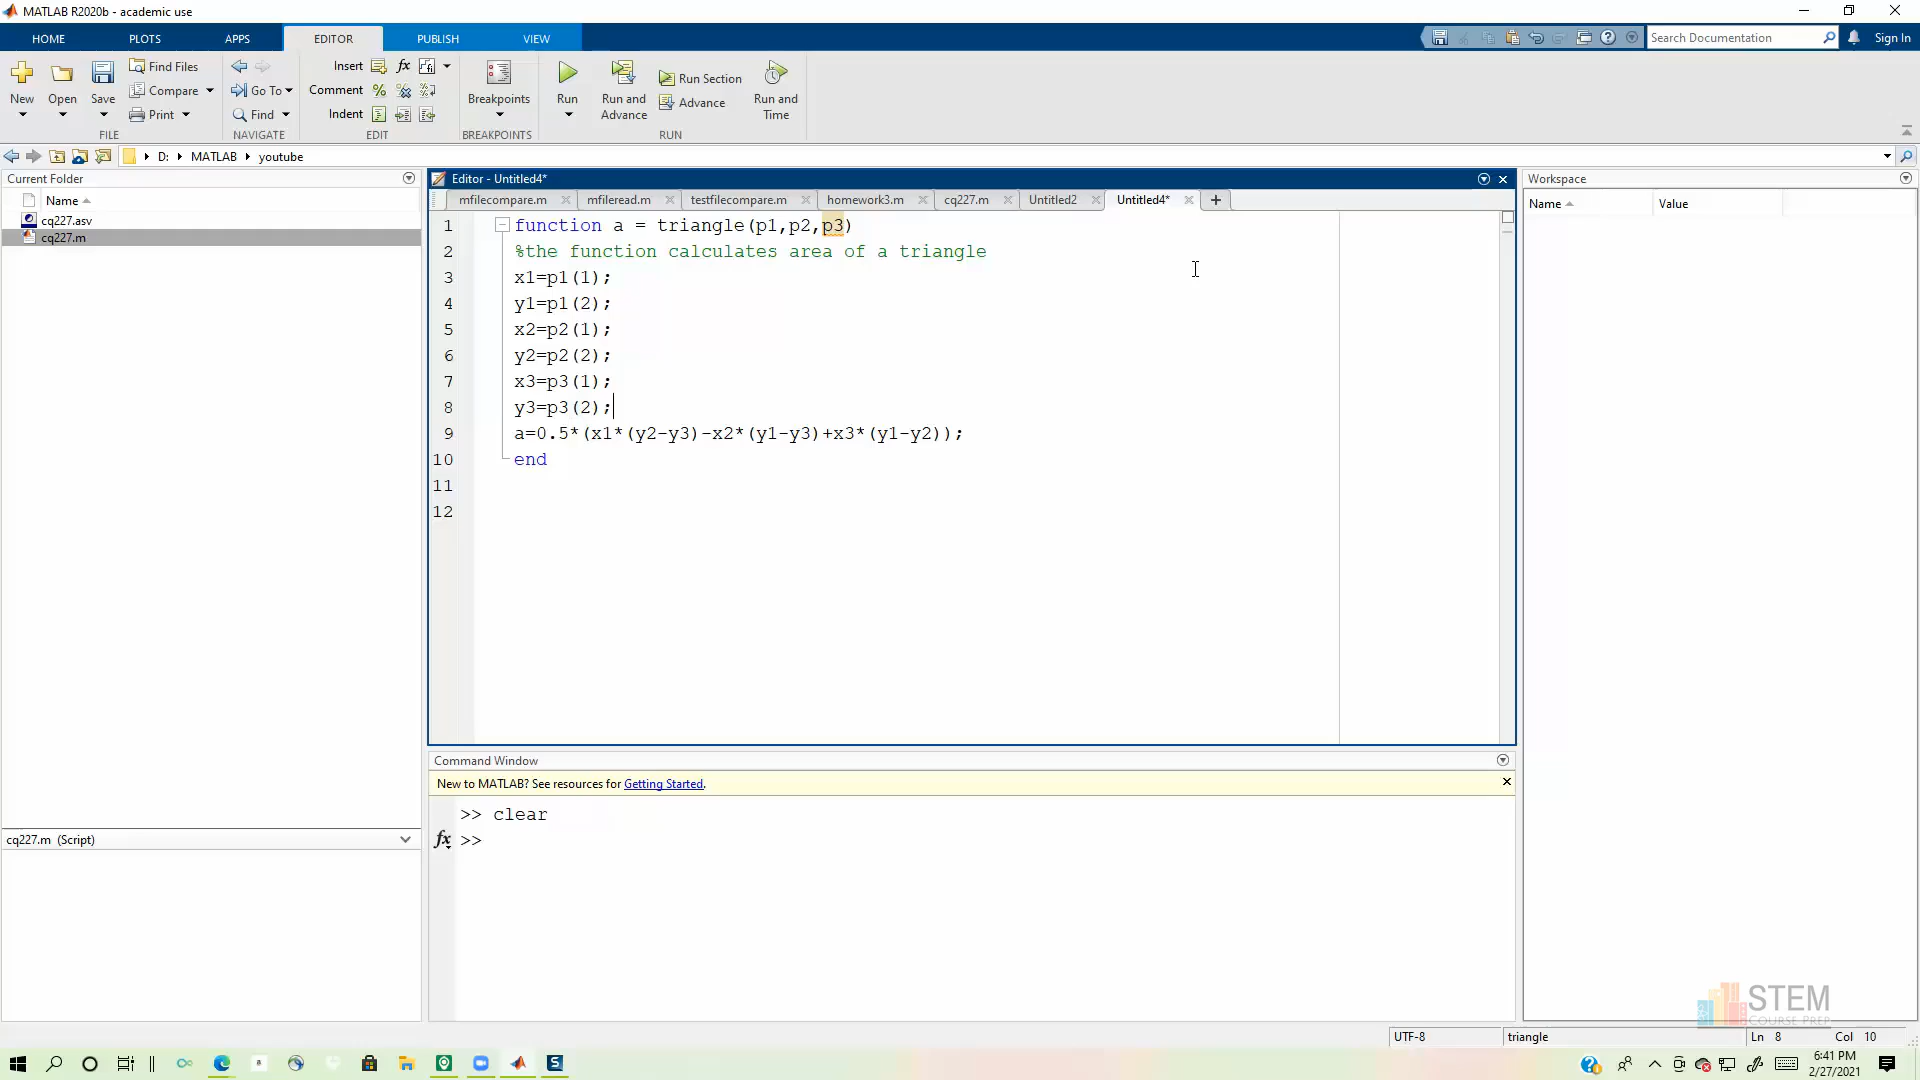 MATLAB R2020b - academic use
HOME PLOTS APPS EDITOR PUBLISH VIEW
Search Documentation
Sign In
New Open Save
Find Files
Compare
Print
FILE
Go To
Find
NAVIGATE
Insert fx
Comment %
Indent
EDIT
Breakpoints
BREAKPOINTS
Run
Run and Advance
Run Section
Advance
Run and Time
RUN
D: MATLAB youtube
Current Folder
Name
cq227.asv
cq227.m
cq227.m (Script)
Editor - Untitled4*
mfilecompare.m mfileread.m testfilecompare.m homework3.m cq227.m Untitled2 Untitled4* +
1 function a = triangle(p1,p2,p3)
2 %the function calculates area of a triangle
3 x1=p1(1);
4 y1=p1(2);
5 x2=p2(1);
6 y2=p2(2);
7 x3=p3(1);
8 y3=p3(2);
9 a=0.5*(x1*(y2-y3)-x2*(y1-y3)+x3*(y1-y2));
10 end
11
12
Command Window
New to MATLAB? See resources for Getting Started.
>> clear
fx >>
Workspace
Name Value
STEM
COURSE PREP
UTF-8 triangle Ln 8 Col 10
6:41 PM
2/27/2021